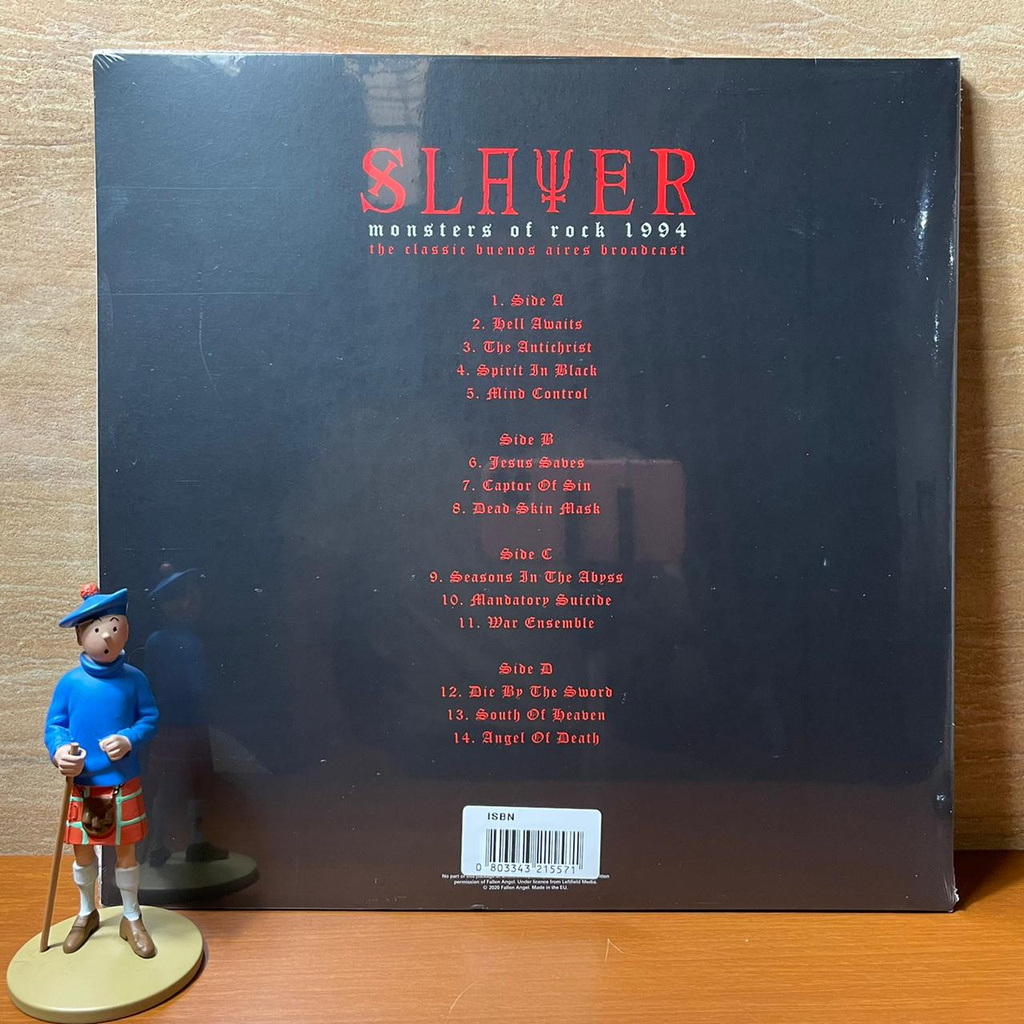 SLAYER
monsters of rock 1994
the classic buenos aires broadcast
1. Side A
2. Hell Awaits
3. The Antichrist
4. Spirit In Black
5. Mind Control
Side B
6. Jesus Saves
7. Captor Of Sin
8. Dead Skin Mask
Side C
9. Seasons In The Abyss
10. Mandatory Suicide
11. War Ensemble
Side D
12. Die By The Sword
13. South Of Heaven
14. Angel Of Death
ISBN
0 803343 215571
No part of this
permission of Fallen Angel. Under licence from Leftfield Media.
© 2020 Fallen Angel. Made in the EU.